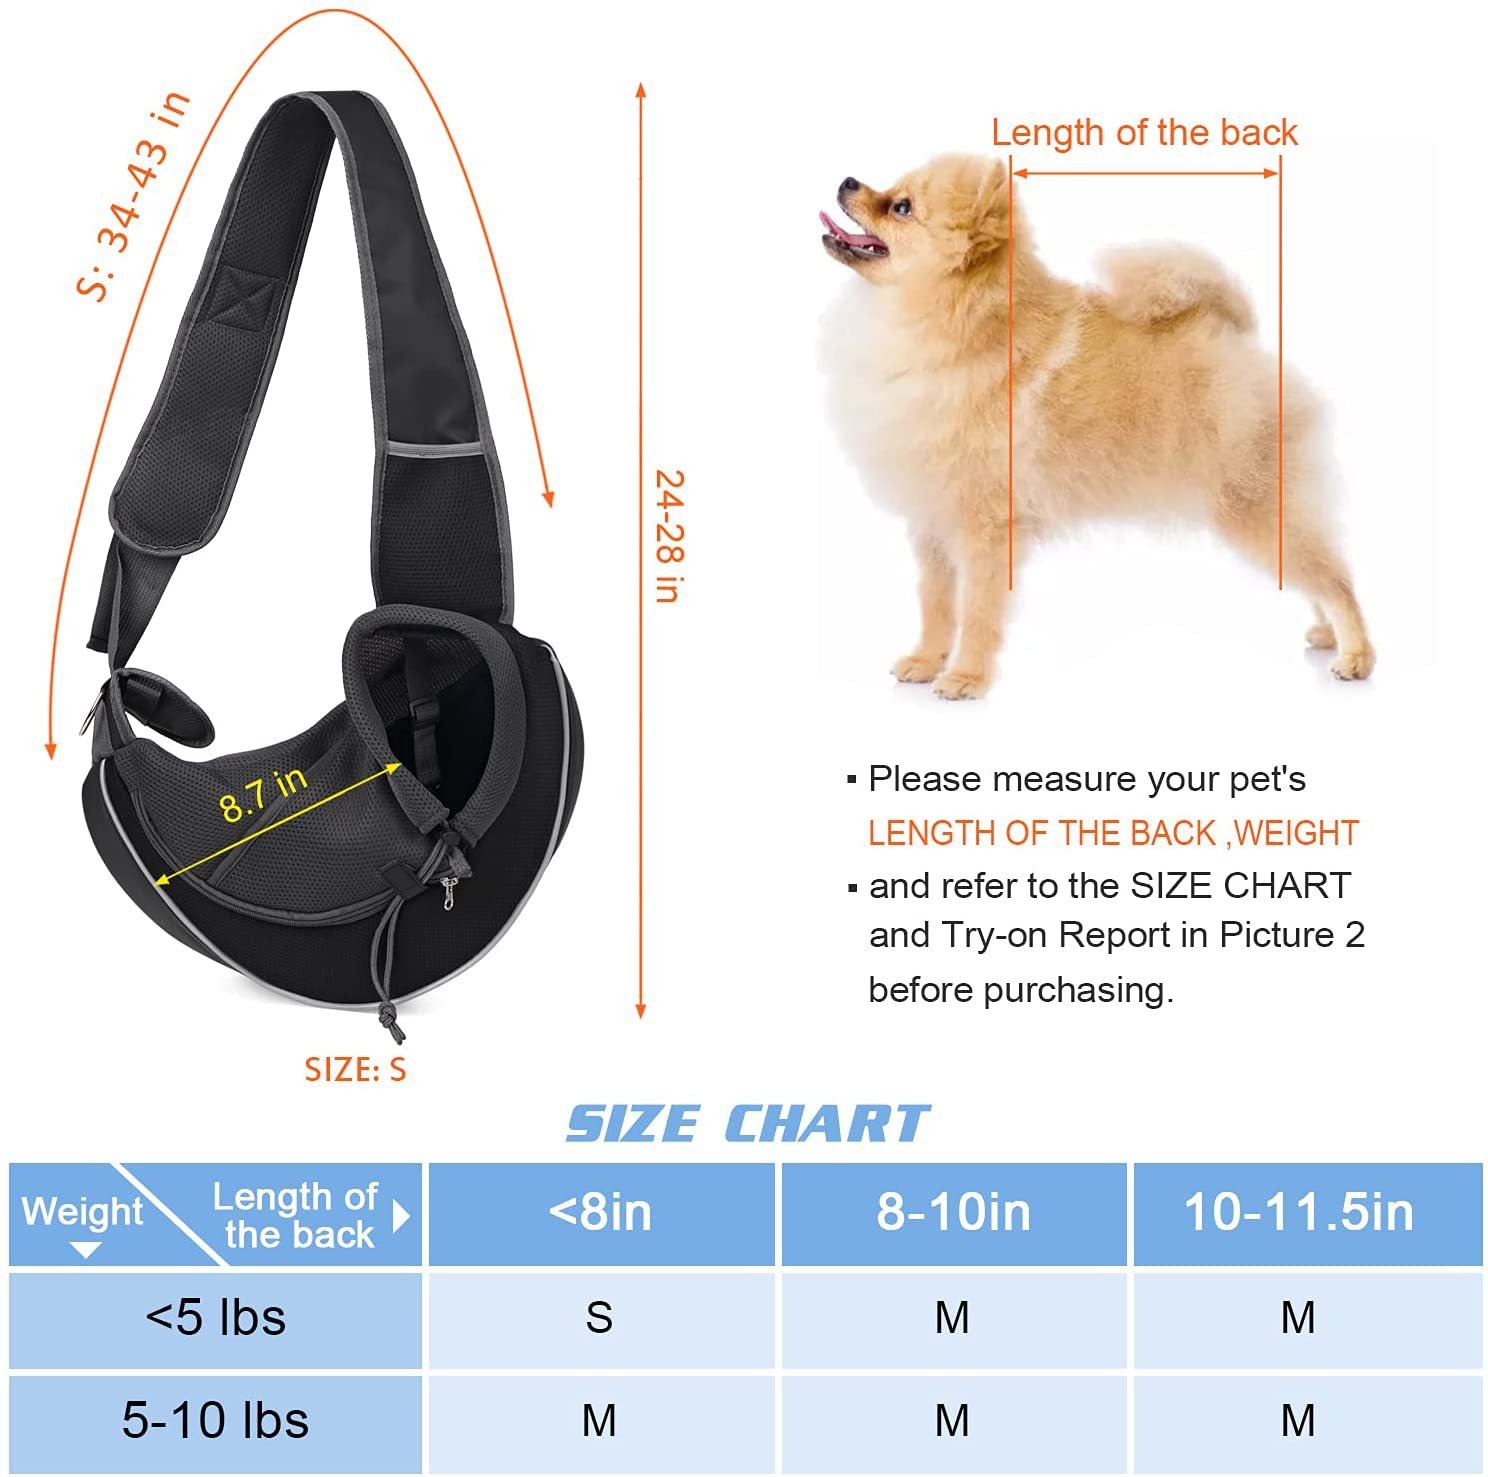 S: 34-43 in
24-28 in
8.7 in
SIZE: S
Length of the back
▪ Please measure your pet's
LENGTH OF THE BACK ,WEIGHT
▪ and refer to the SIZE CHART
and Try-on Report in Picture 2
before purchasing.
SIZE CHART
Weight
Length of
the back
<8in
8-10in
10-11.5in
<5 lbs
S
M
M
5-10 lbs
M
M
M